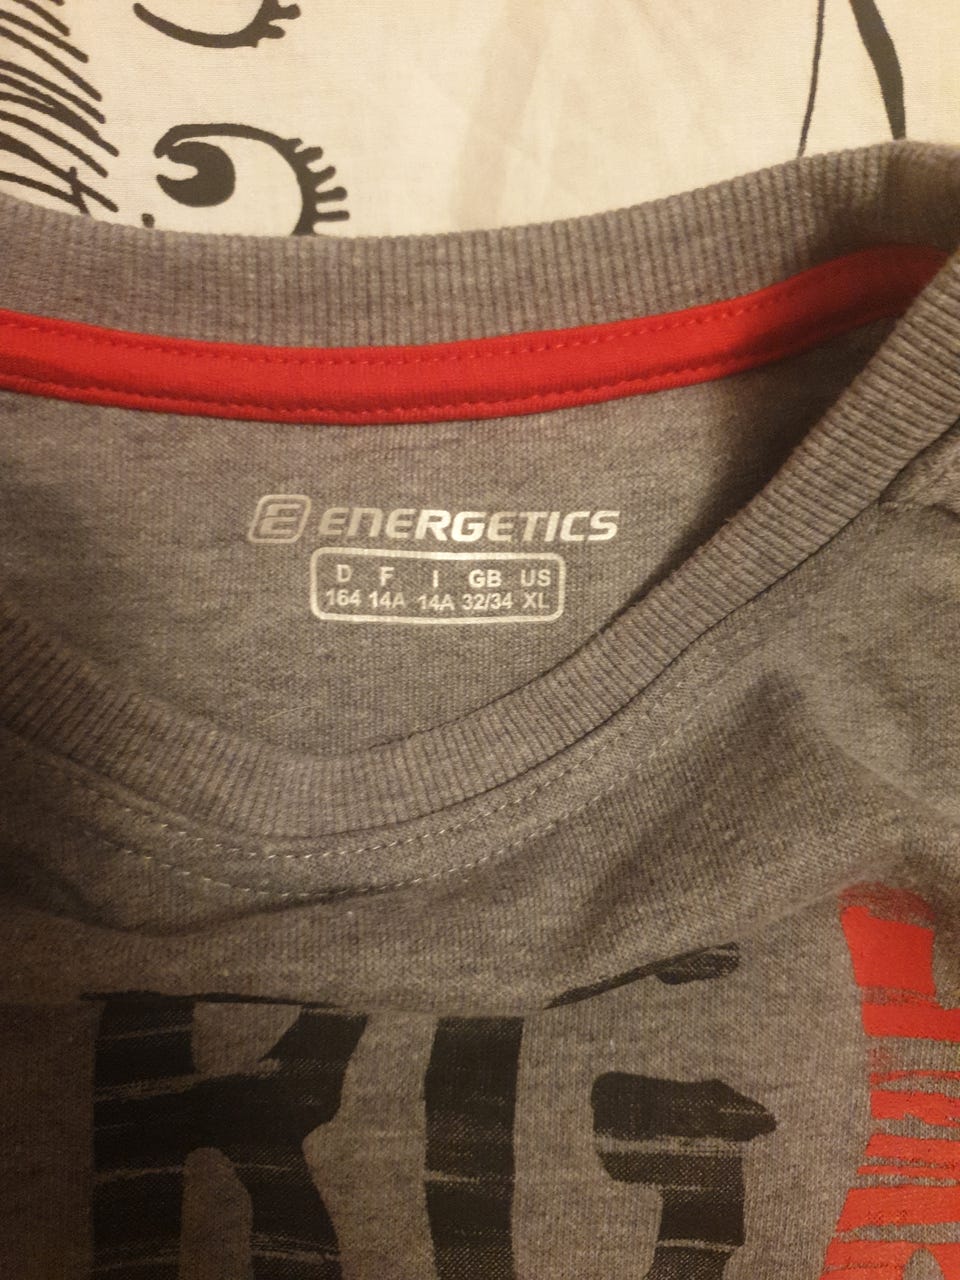 ENERGETICS
D F I GB US
164 14A 14A 32/34 XL